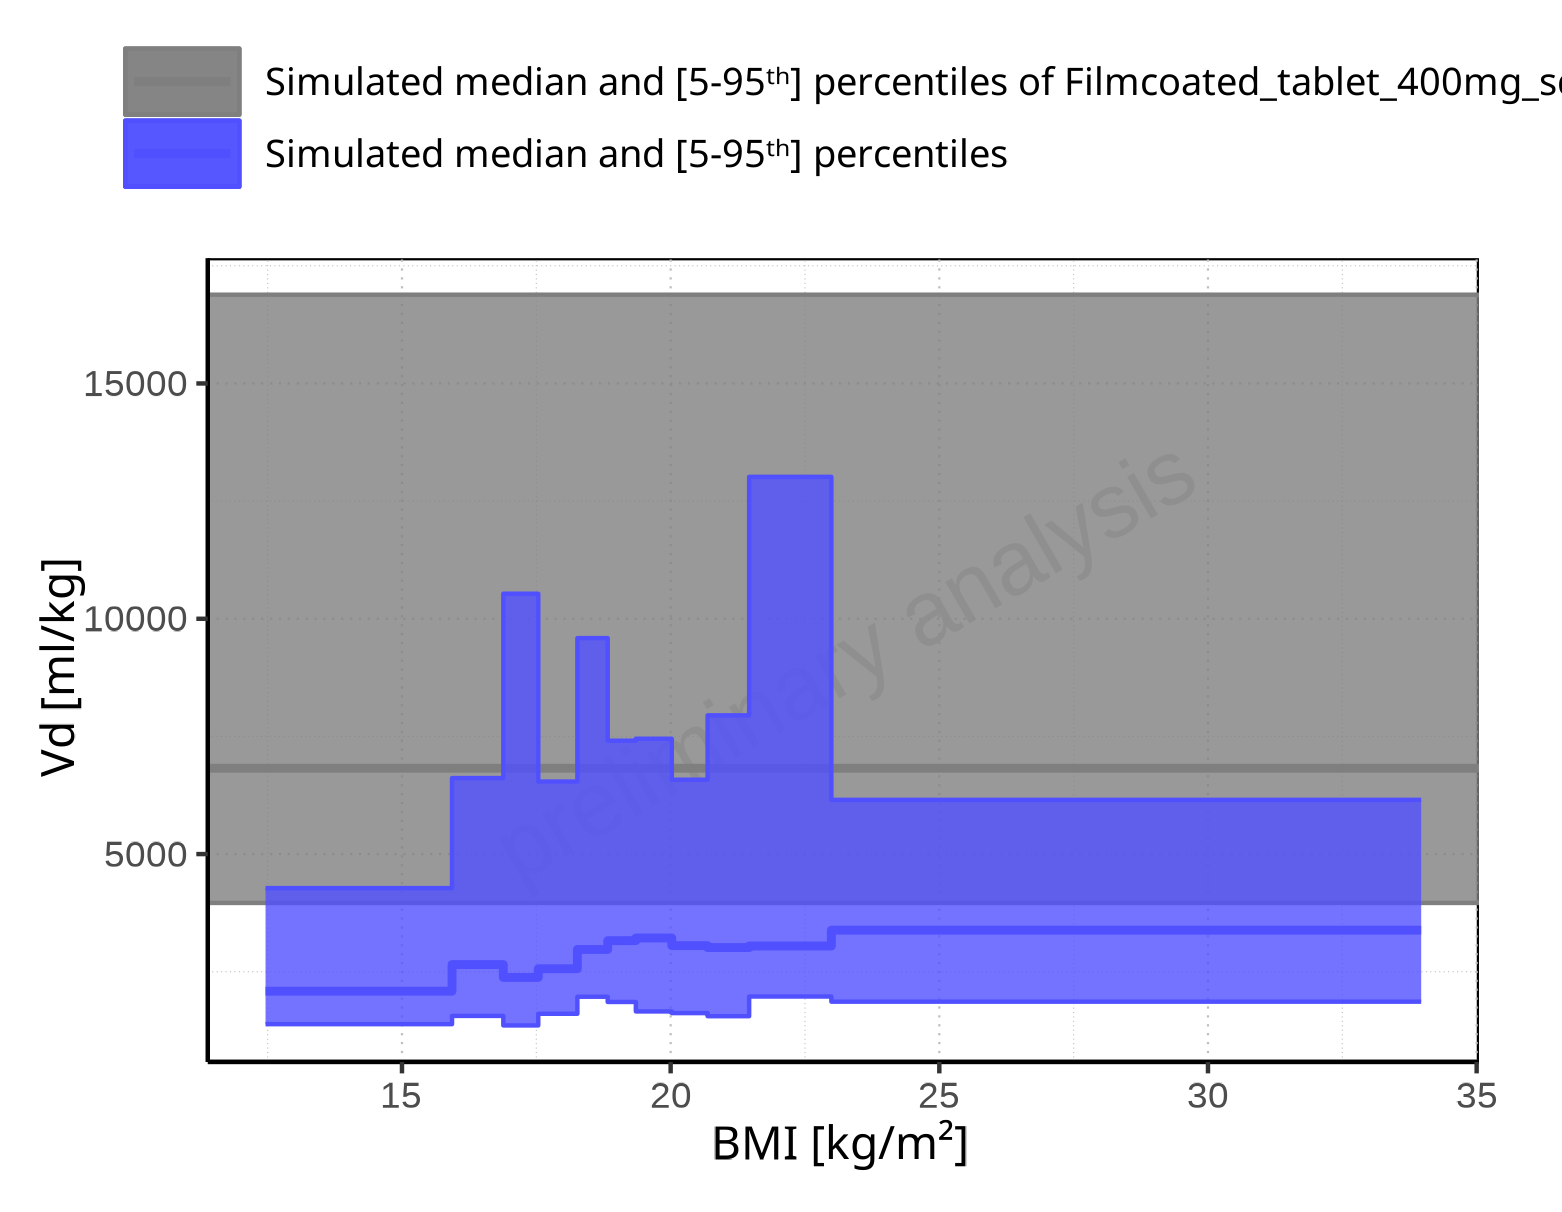 Simulated median and [5-95ᵗʰ] percentiles of Filmcoated_tablet_400mg_
Simulated median and [5-95ᵗʰ] percentiles
15000
10000
5000
Vd [ml/kg]
preliminary analysis
15
20
25
30
35
BMI [kg/m²]